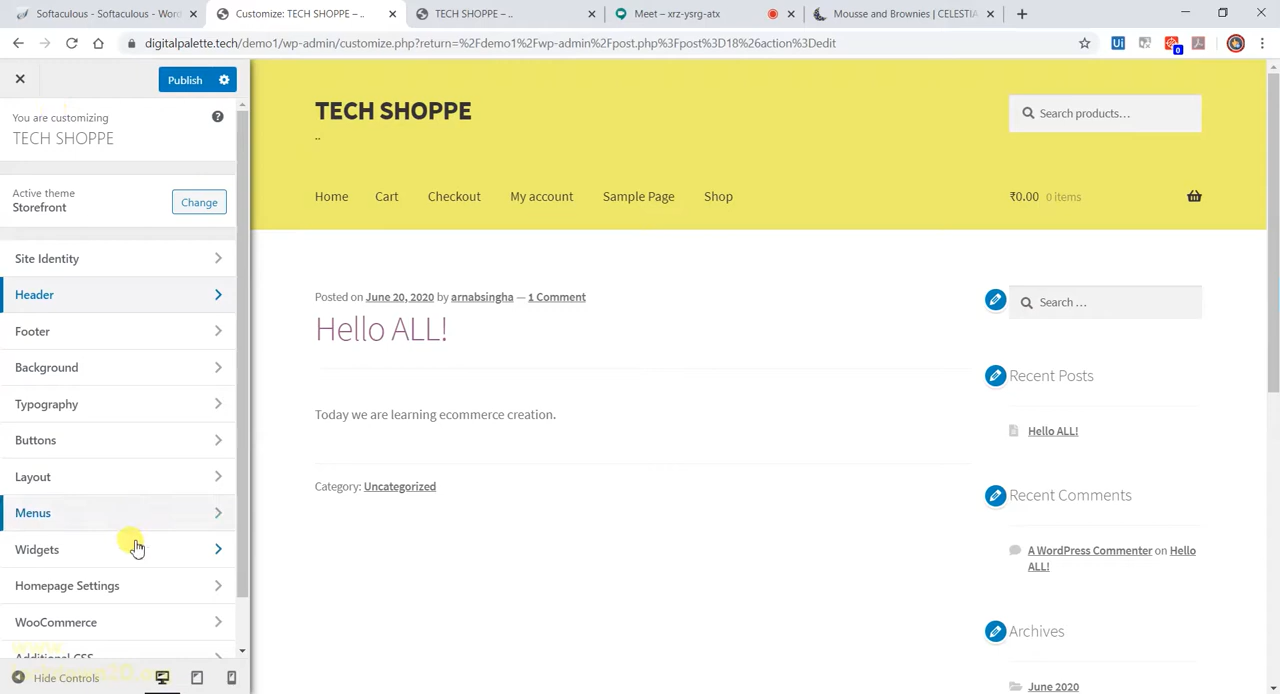 Softaculous - Softaculous - Word
Customize: TECH SHOPPE – ..
TECH SHOPPE – ..
Meet – xrz-ysrg-atx
Mousse and Brownies | CELESTIA
digitalpalette.tech/demo1/wp-admin/customize.php?return=%2Fdemo1%2Fwp-admin%2Fpost.php%3Fpost%3D18%26action%3Dedit
Ui
0
Publish
You are customizing
TECH SHOPPE
Active theme
Storefront
Change
Site Identity
Header
Footer
Background
Typography
Buttons
Layout
Menus
Widgets
Homepage Settings
WooCommerce
Additional CSS
Hide Controls
TECH SHOPPE
..
Search products…
Home
Cart
Checkout
My account
Sample Page
Shop
₹0.00 0 items
Posted on June 20, 2020 by arnabsingha — 1 Comment
Hello ALL!
Today we are learning ecommerce creation.
Category: Uncategorized
Search …
Recent Posts
Hello ALL!
Recent Comments
A WordPress Commenter on Hello
ALL!
Archives
June 2020